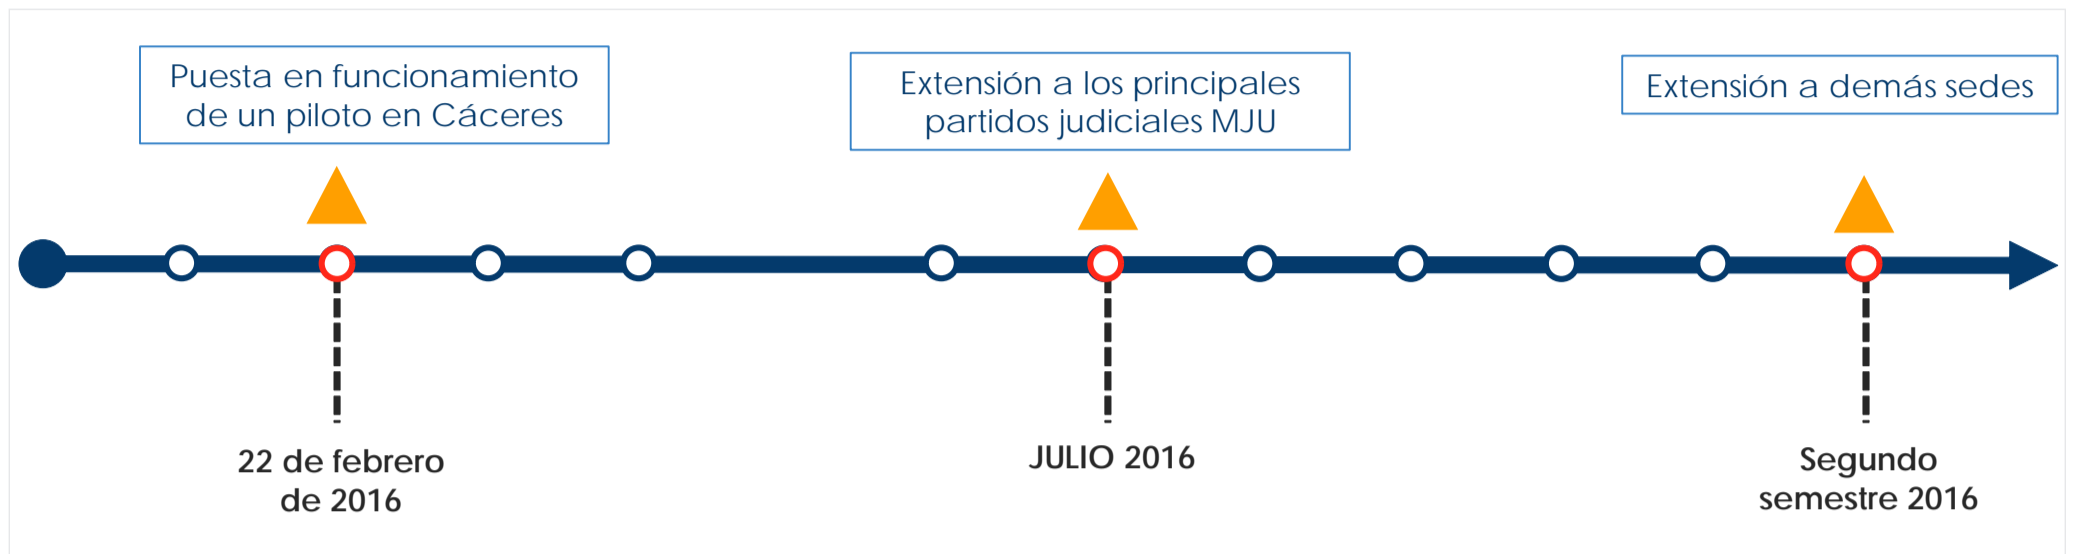 Puesta en funcionamiento
de un piloto en Cáceres
Extensión a los principales
partidos judiciales MJU
Extensión a demás sedes
22 de febrero
de 2016
JULIO 2016
Segundo
semestre 2016